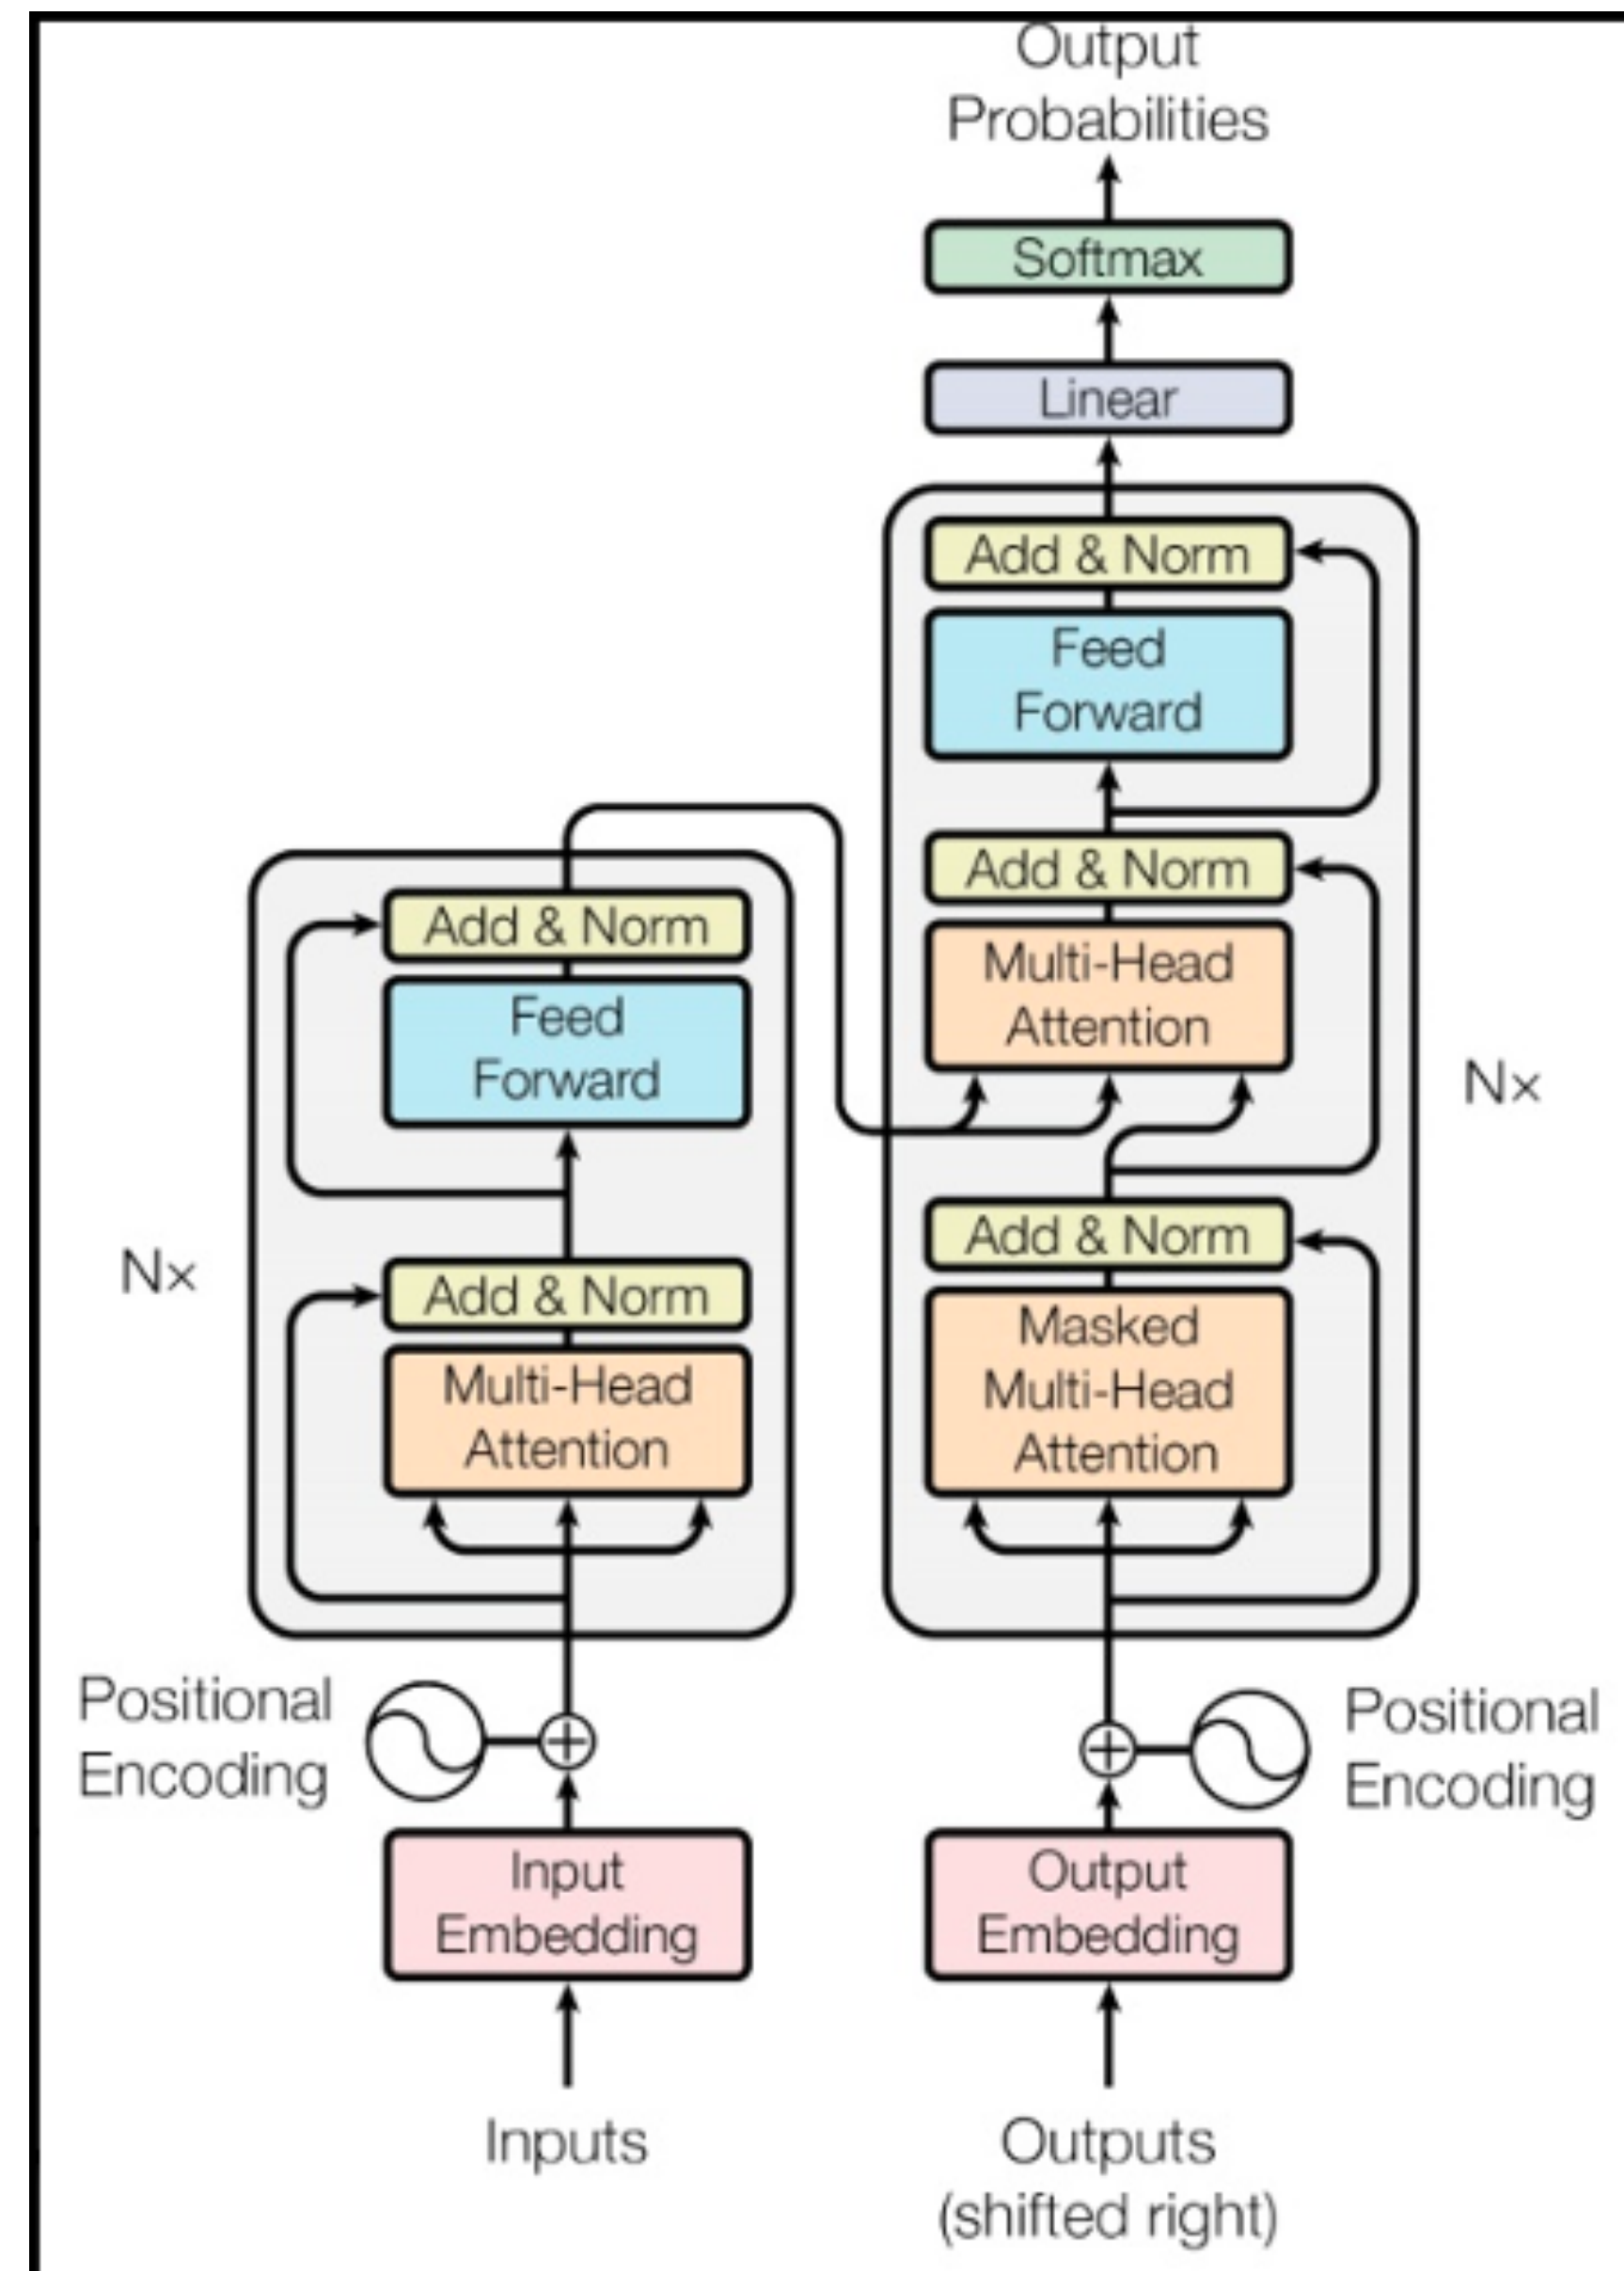 Output
Probabilities
Softmax
Linear
Add & Norm
Feed
Forward
Add & Norm
Multi-Head
Attention
Add & Norm
Masked
Multi-Head
Attention
Nx
Add & Norm
Feed
Forward
Add & Norm
Multi-Head
Attention
Nx
Positional
Encoding
Positional
Encoding
Input
Embedding
Output
Embedding
Inputs
Outputs
(shifted right)